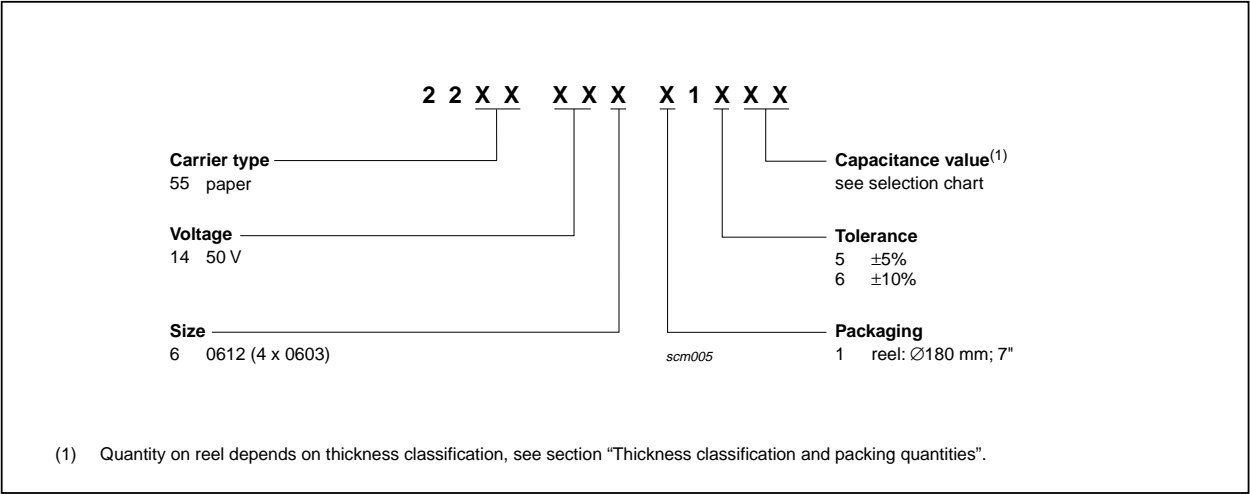 2 2 X X X X X X 1 X X X
Carrier type
55 paper
Capacitance value(1)
see selection chart
Voltage
14 50 V
Tolerance
5 ±5%
6 ±10%
Size
6 0612 (4 x 0603)
scm005
Packaging
1 reel: ∅180 mm; 7"
(1) Quantity on reel depends on thickness classification, see section “Thickness classification and packing quantities”.